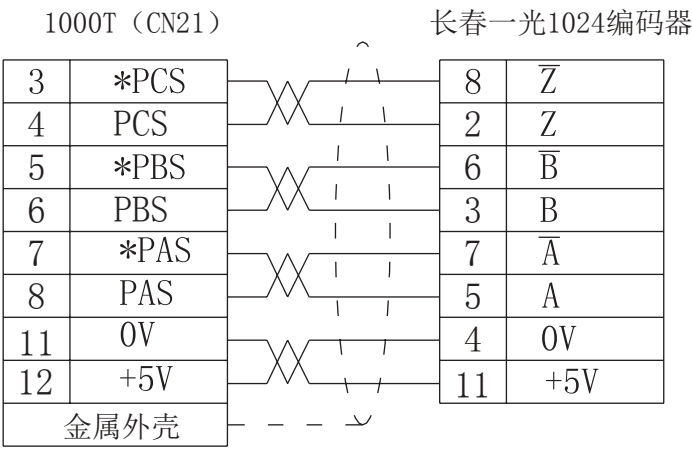 1000T（CN21）
长春一光1024编码器
3 *PCS 8 Z̅
4 PCS 2 Z
5 *PBS 6 B̅
6 PBS 3 B
7 *PAS 7 A̅
8 PAS 5 A
11 0V 4 0V
12 +5V 11 +5V
金属外壳